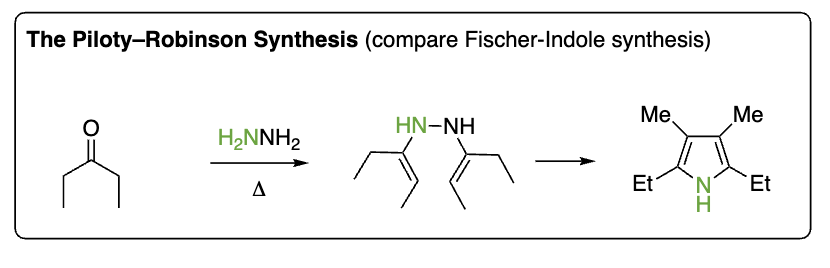 The Piloty–Robinson Synthesis (compare Fischer-Indole synthesis)
O
H₂NNH₂
Δ
HN–NH
Me Me
Et N Et
H